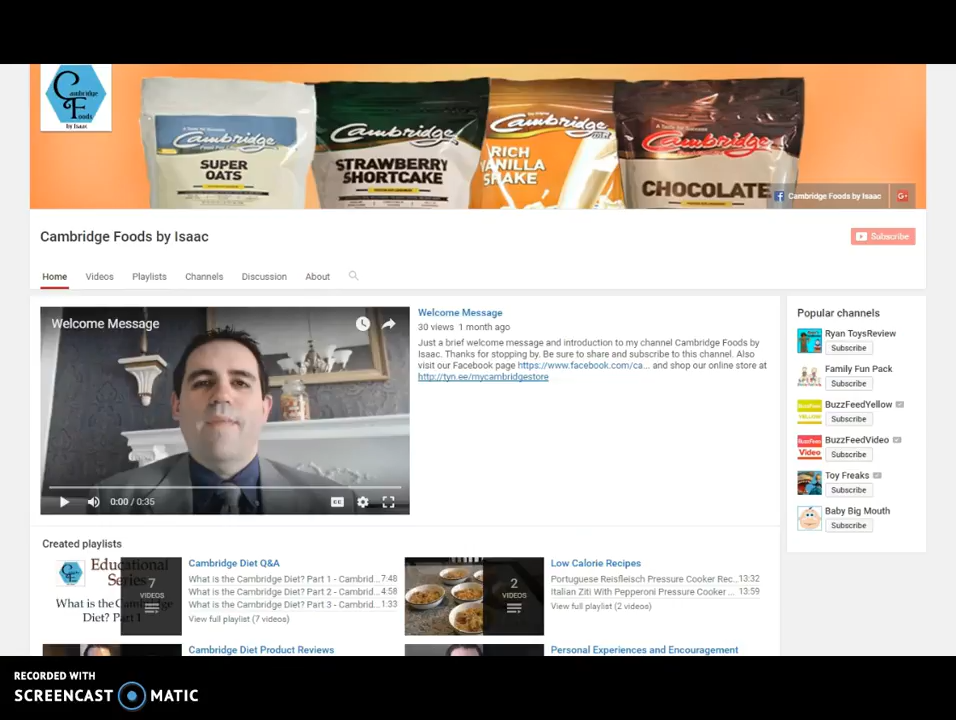 Cambridge
Foods
by Isaac
Cambridge
SUPER
OATS
Cambridge
STRAWBERRY
SHORTCAKE
Cambridge
RICH
VANILLA
SHAKE
Cambridge
CHOCOLATE
Cambridge Foods by Isaac
G+
Cambridge Foods by Isaac
Subscribe
Home Videos Playlists Channels Discussion About
Welcome Message
0:00 / 0:35
CC
Welcome Message
30 views 1 month ago
Just a brief welcome message and introduction to my channel Cambridge Foods by
Isaac. Thanks for stopping by. Be sure to share and subscribe to this channel. Also
visit our Facebook page https://www.facebook.com/ca... and shop our online store at
http://tyn.ee/mycambridgestore
Popular channels
Ryan ToysReview
Subscribe
Family Fun Pack
Subscribe
BuzzFeedYellow
Subscribe
BuzzFeedVideo
Subscribe
Toy Freaks
Subscribe
Baby Big Mouth
Subscribe
Created playlists
Educational
Series
What is the Cambridge
Diet? Part 1
7
VIDEOS
Cambridge Diet Q&A
What is the Cambridge Diet? Part 1 - Cambrid... 7:48
What is the Cambridge Diet? Part 2 - Cambrid... 4:58
What is the Cambridge Diet? Part 3 - Cambrid... 1:33
View full playlist (7 videos)
2
VIDEOS
Low Calorie Recipes
Portuguese Reisfleisch Pressure Cooker Rec... 13:32
Italian Ziti With Pepperoni Pressure Cooker ... 13:59
View full playlist (2 videos)
Cambridge Diet Product Reviews
Personal Experiences and Encouragement
RECORDED WITH
SCREENCAST MATIC